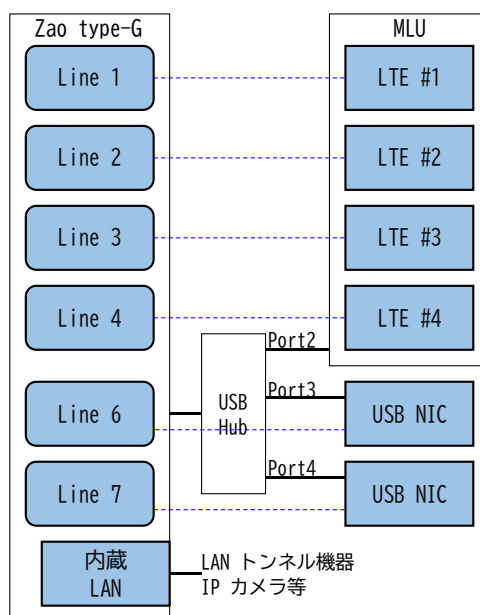 Zao type-G
MLU
Line 1
LTE #1
Line 2
LTE #2
Line 3
LTE #3
Line 4
LTE #4
Port2
USB
Hub
Port3
Line 6
USB NIC
Port4
Line 7
USB NIC
内蔵
LAN
LAN トンネル機器
IP カメラ等